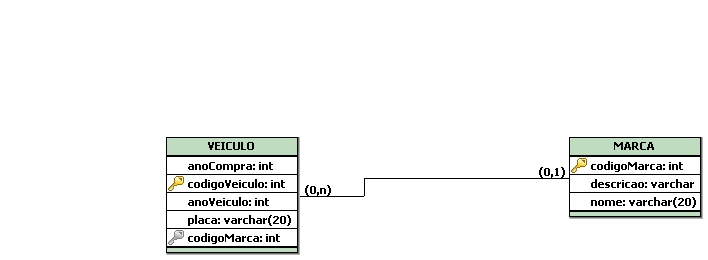 VEICULO
anoCompra: int
codigoVeiculo: int
anoVeiculo: int
placa: varchar(20)
codigoMarca: int
(0,n)
(0,1)
MARCA
codigoMarca: int
descricao: varchar
nome: varchar(20)